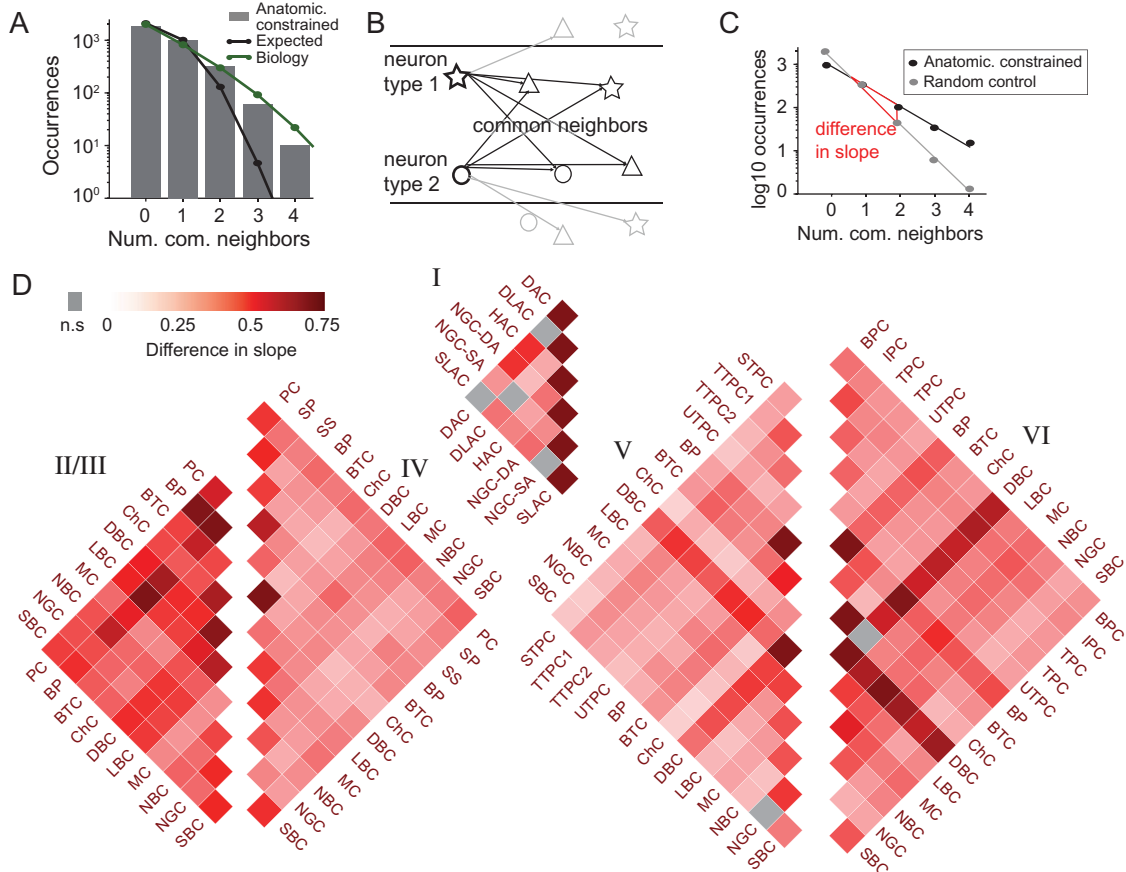 A
Occurrences
10³
10²
10¹
10⁰
0 1 2 3 4
Num. com. neighbors
Anatomic.
constrained
Expected
Biology
B
neuron
type 1
common neighbors
neuron
type 2
C
log10 occurrences
3
2
1
0
0 1 2 3 4
Num. com. neighbors
Anatomic. constrained
Random control
difference
in slope
D
n.s
0 0.25 0.5 0.75
Difference in slope
I
DAC
DLAC
HAC
NGC-DA
NGC-SA
SLAC
DAC
DLAC
HAC
NGC-DA
NGC-SA
SLAC
II/III
PC
BP
BTC
ChC
DBC
LBC
MC
NBC
NGC
SBC
PC
BP
BTC
ChC
DBC
LBC
MC
NBC
NGC
SBC
IV
PC
SP
SS
BP
BTC
ChC
DBC
LBC
MC
NBC
NGC
SBC
PC
SP
SS
BP
BTC
ChC
DBC
LBC
MC
NBC
NGC
SBC
V
STPC
TTPC1
TTPC2
UTPC
BP
BTC
ChC
DBC
LBC
MC
NBC
NGC
SBC
STPC
TTPC1
TTPC2
UTPC
BP
BTC
ChC
DBC
LBC
MC
NBC
NGC
SBC
VI
BPC
IPC
TPC
TPC
UTPC
BP
BTC
ChC
DBC
LBC
MC
NBC
NGC
SBC
BPC
IPC
TPC
TPC
UTPC
BP
BTC
ChC
DBC
LBC
MC
NBC
NGC
SBC